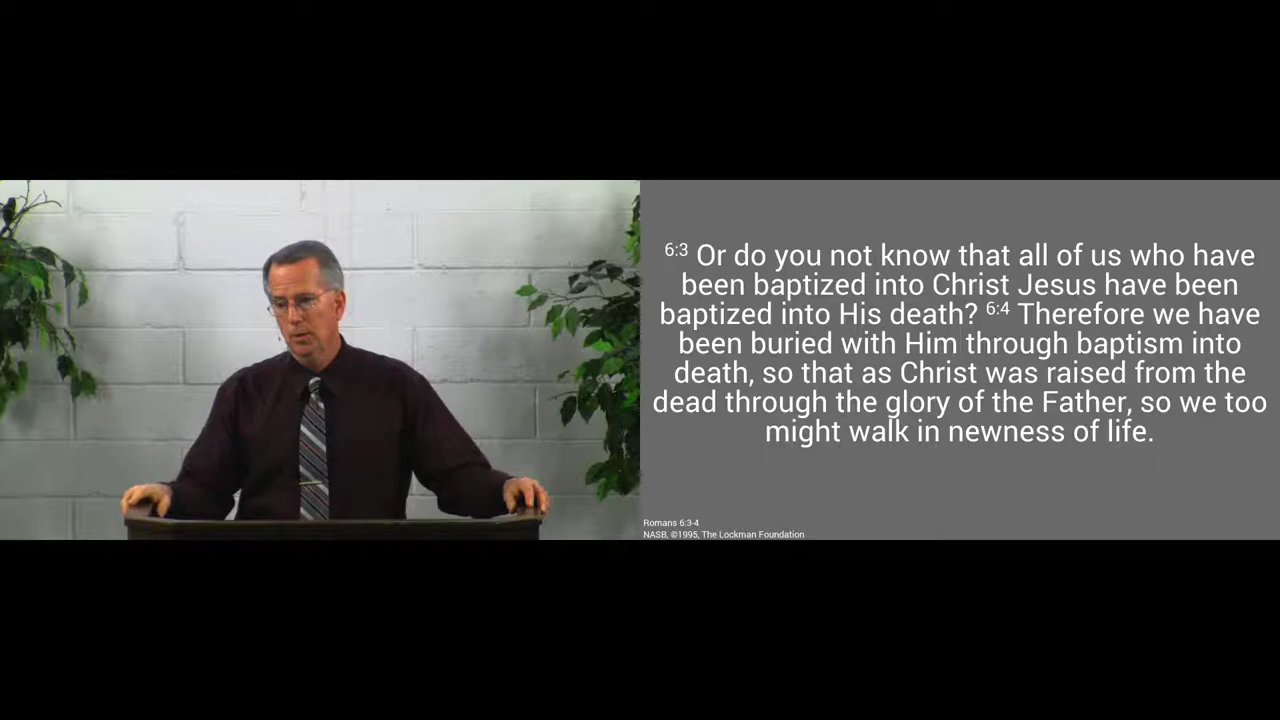 6:3 Or do you not know that all of us who have
been baptized into Christ Jesus have been
baptized into His death? 6:4 Therefore we have
been buried with Him through baptism into
death, so that as Christ was raised from the
dead through the glory of the Father, so we too
might walk in newness of life.
Romans 6:3-4
NASB, ©1995, The Lockman Foundation